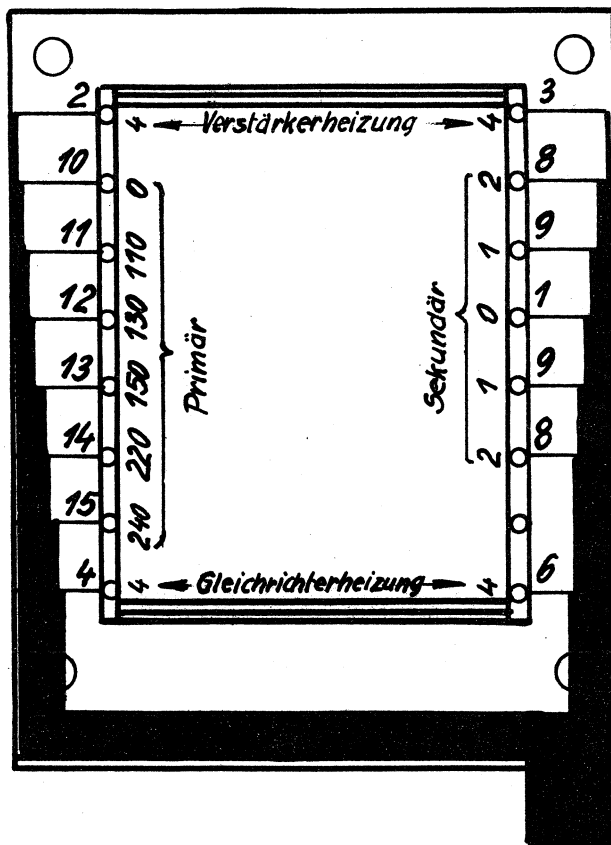 2 4 Verstärkerheizung 4 3
10 0 2 8
11 110 1 9
12 130 0 1
13 150 1 9
14 220 2 8
15 240
Primär
Sekundär
4 4 Gleichrichterheizung 4 6